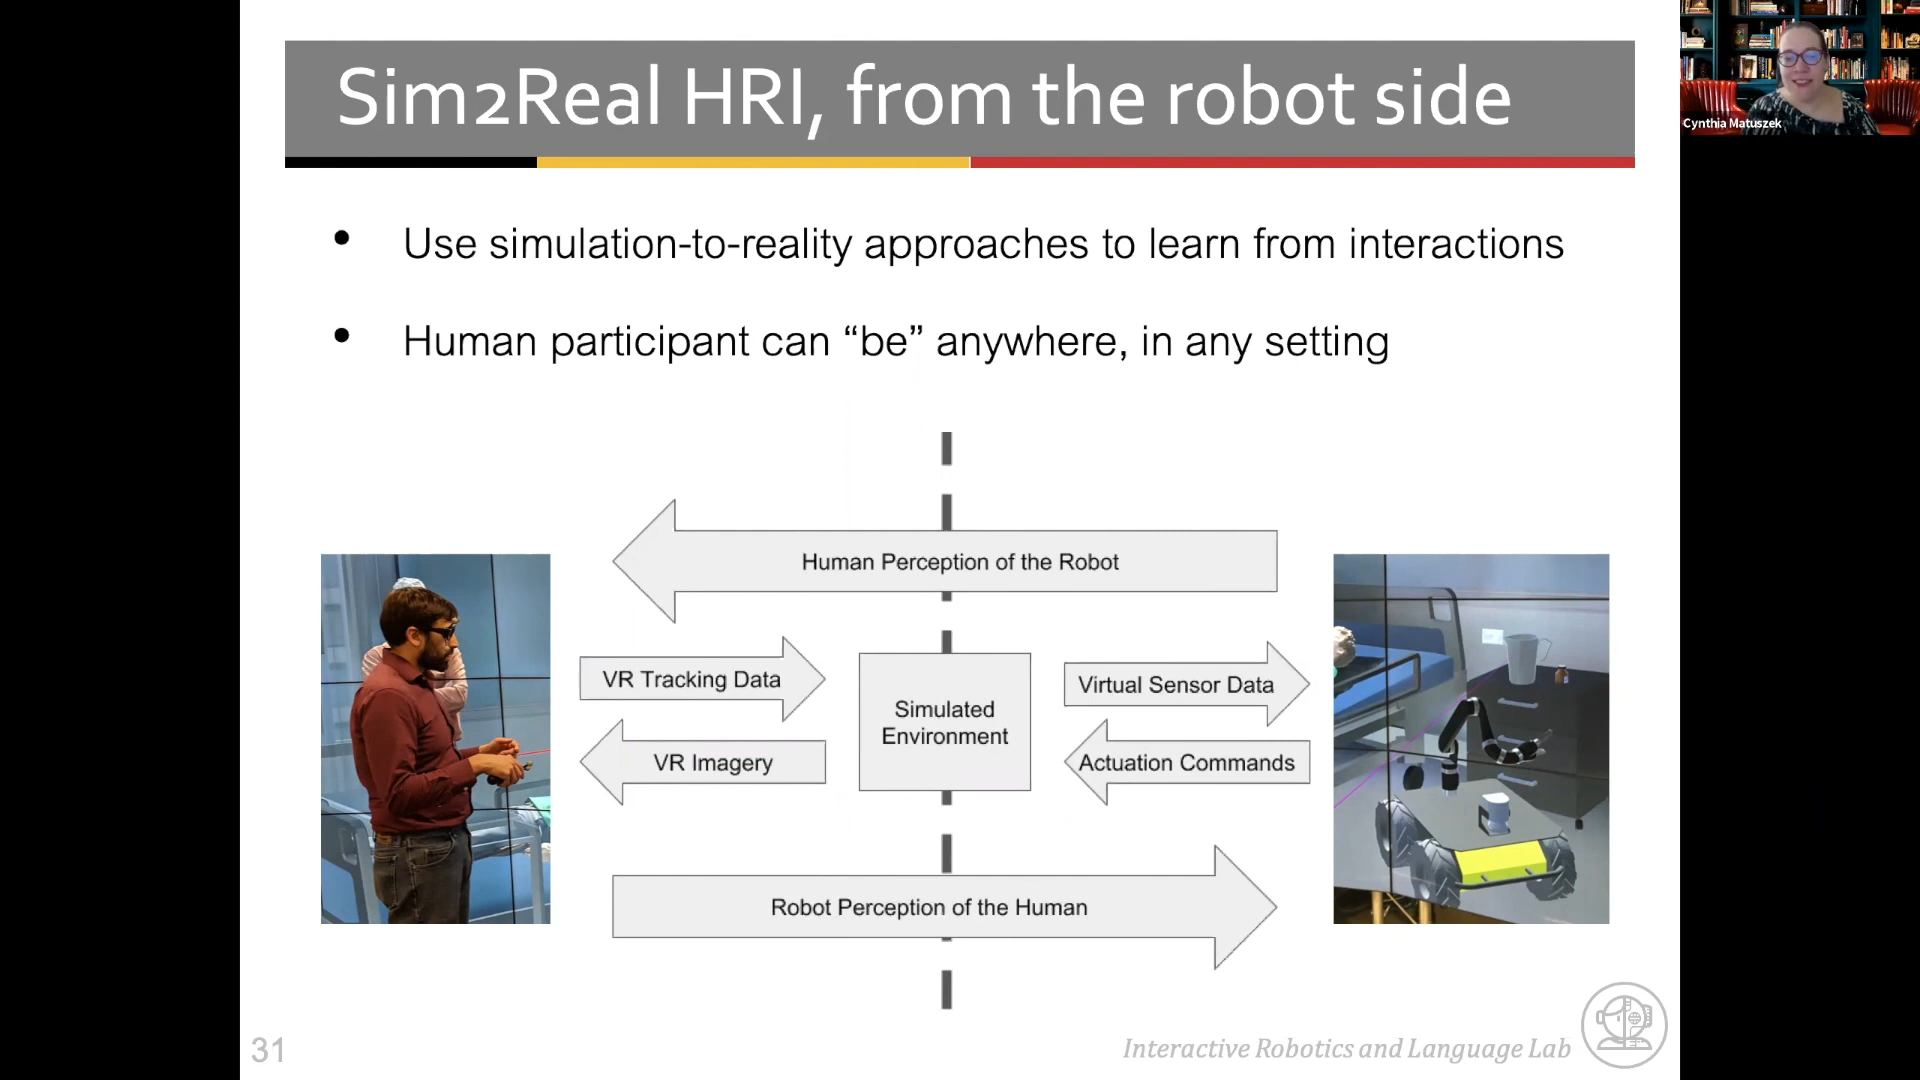 Sim2Real HRI, from the robot side
Cynthia Matuszek
• Use simulation-to-reality approaches to learn from interactions
• Human participant can “be” anywhere, in any setting
Human Perception of the Robot
VR Tracking Data
Virtual Sensor Data
Simulated
Environment
VR Imagery
Actuation Commands
Robot Perception of the Human
31
Interactive Robotics and Language Lab